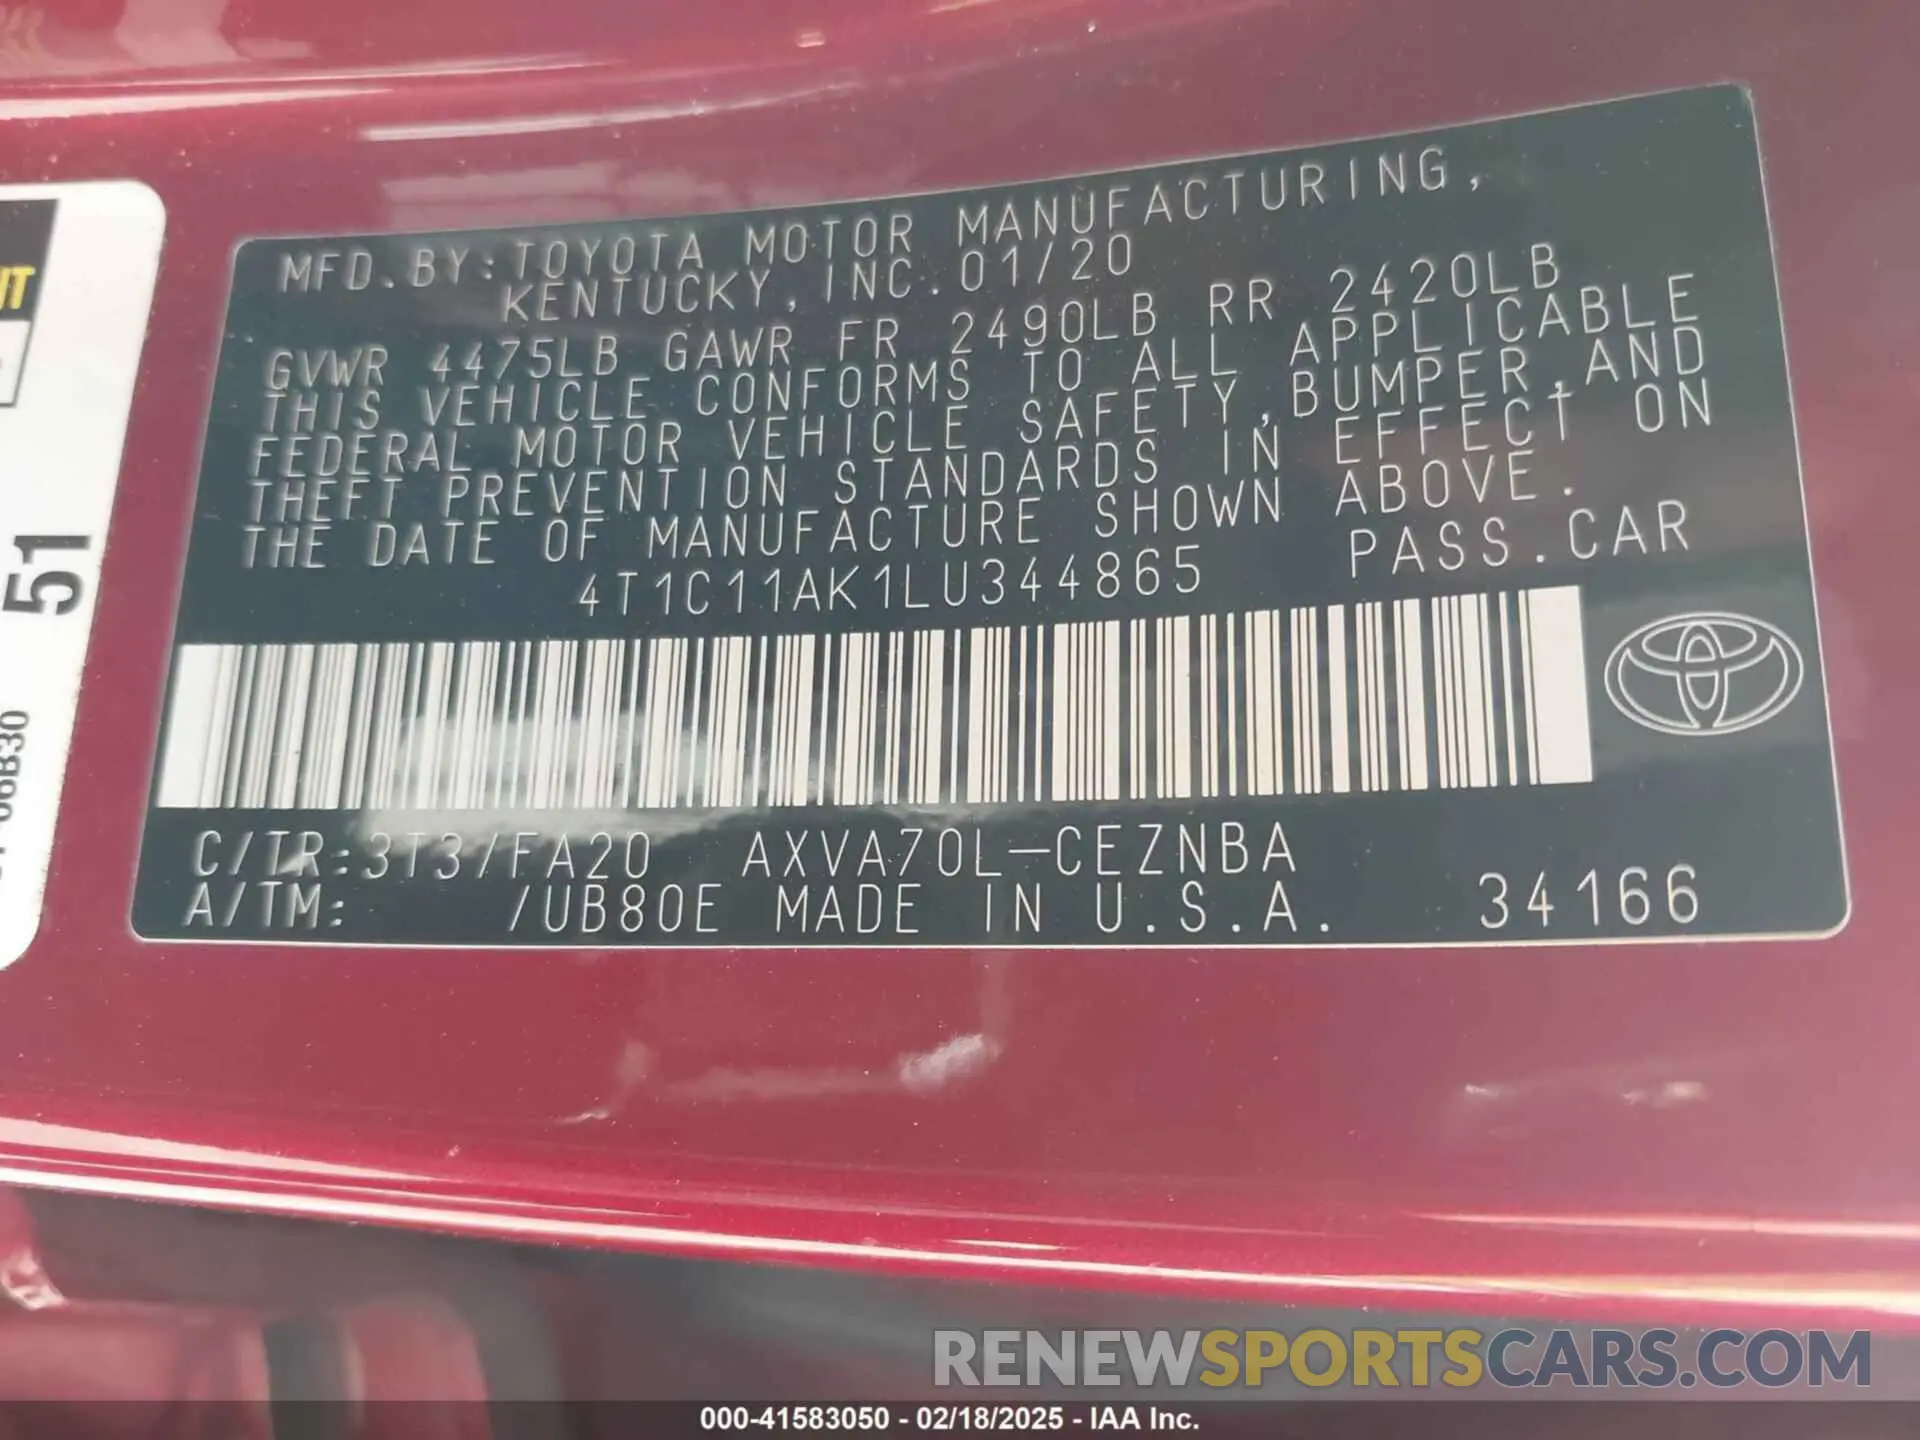 MFD.BY:TOYOTA MOTOR MANUFACTURING,
KENTUCKY, INC. 01/20
GVWR 4475LB GAWR FR 2490LB RR 2420LB
THIS VEHICLE CONFORMS TO ALL APPLICABLE
FEDERAL MOTOR VEHICLE SAFETY, BUMPER, AND
THEFT PREVENTION STANDARDS IN EFFECT ON
THE DATE OF MANUFACTURE SHOWN ABOVE.
4T1C11AK1LU344865 PASS.CAR
C/TR:3T3/FA20 AXVA70L-CEZNBA
A/TM: /UB80E MADE IN U.S.A. 34166
51
06B30
RENEWSPORTSCARS.COM
000-41583050 - 02/18/2025 - IAA Inc.